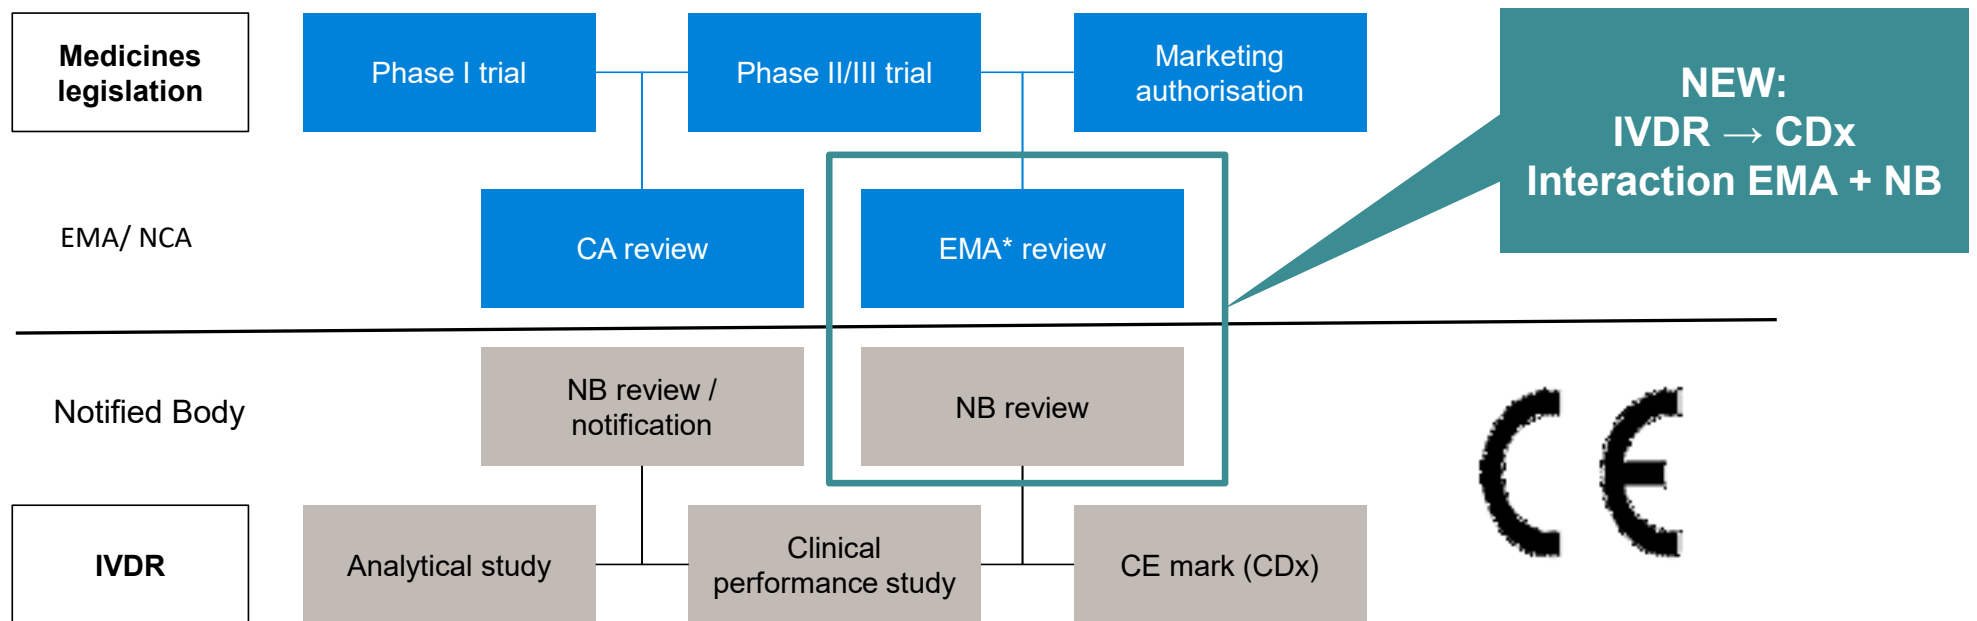 Medicines
legislation
Phase I trial
Phase II/III trial
Marketing
authorisation
NEW:
IVDR → CDx
Interaction EMA + NB
EMA/ NCA
CA review
EMA* review
Notified Body
NB review /
notification
NB review
CE
IVDR
Analytical study
Clinical
performance study
CE mark (CDx)